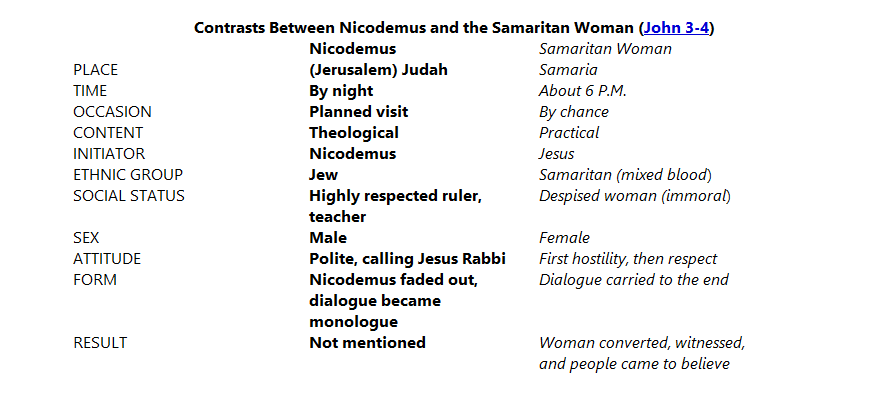 Contrasts Between Nicodemus and the Samaritan Woman (John 3-4)
Nicodemus Samaritan Woman
PLACE (Jerusalem) Judah Samaria
TIME By night About 6 P.M.
OCCASION Planned visit By chance
CONTENT Theological Practical
INITIATOR Nicodemus Jesus
ETHNIC GROUP Jew Samaritan (mixed blood)
SOCIAL STATUS Highly respected ruler, Despised woman (immoral)
teacher
SEX Male Female
ATTITUDE Polite, calling Jesus Rabbi First hostility, then respect
FORM Nicodemus faded out, Dialogue carried to the end
dialogue became
monologue
RESULT Not mentioned Woman converted, witnessed,
and people came to believe